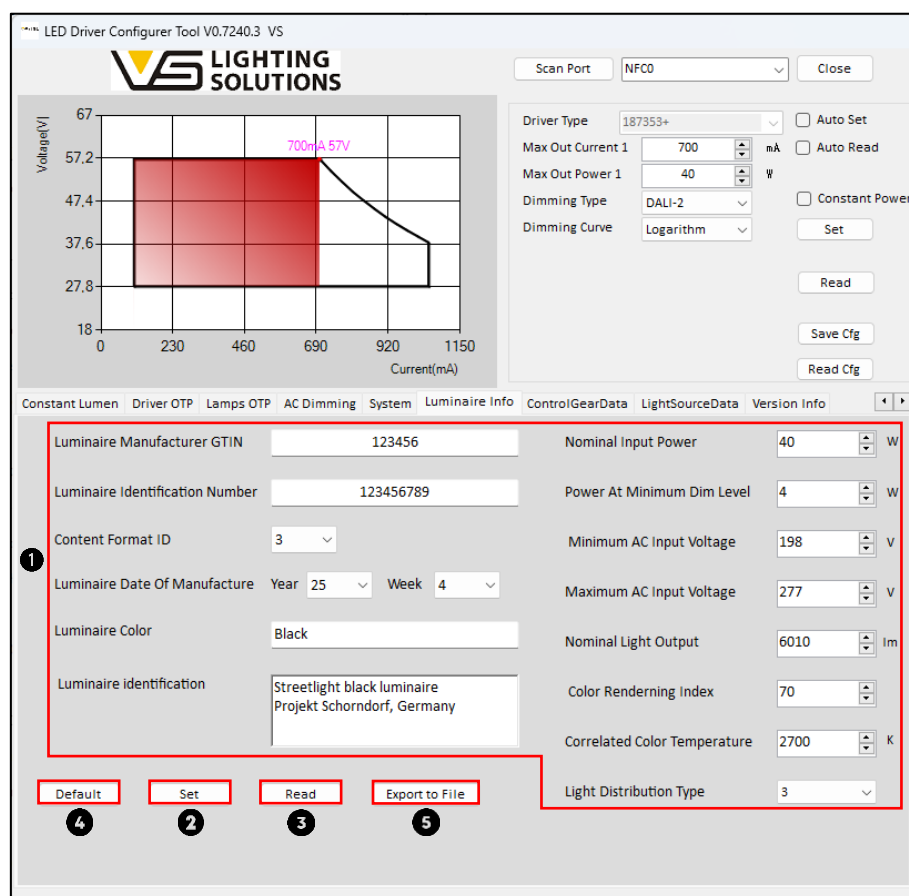 LED Driver Configurer Tool V0.7240.3 VS
VS LIGHTING
SOLUTIONS
Scan Port NFC0 Close
Voltage(V)
67
57,2
47,4
37,6
27,8
18
700mA 57V
0 230 460 690 920 1150
Current(mA)
Driver Type 187353+ Auto Set
Max Out Current 1 700 mA Auto Read
Max Out Power 1 40 W
Dimming Type DALI-2 Constant Power
Dimming Curve Logarithm Set
Read
Save Cfg
Read Cfg
Constant Lumen Driver OTP Lamps OTP AC Dimming System Luminaire Info ControlGearData LightSourceData Version Info
1
Luminaire Manufacturer GTIN 123456
Luminaire Identification Number 123456789
Content Format ID 3
Luminaire Date Of Manufacture Year 25 Week 4
Luminaire Color Black
Luminaire identification Streetlight black luminaire
Projekt Schorndorf, Germany
Nominal Input Power 40 W
Power At Minimum Dim Level 4 W
Minimum AC Input Voltage 198 V
Maximum AC Input Voltage 277 V
Nominal Light Output 6010 lm
Color Renderning Index 70
Correlated Color Temperature 2700 K
Light Distribution Type 3
Default Set Read Export to File
4 2 3 5